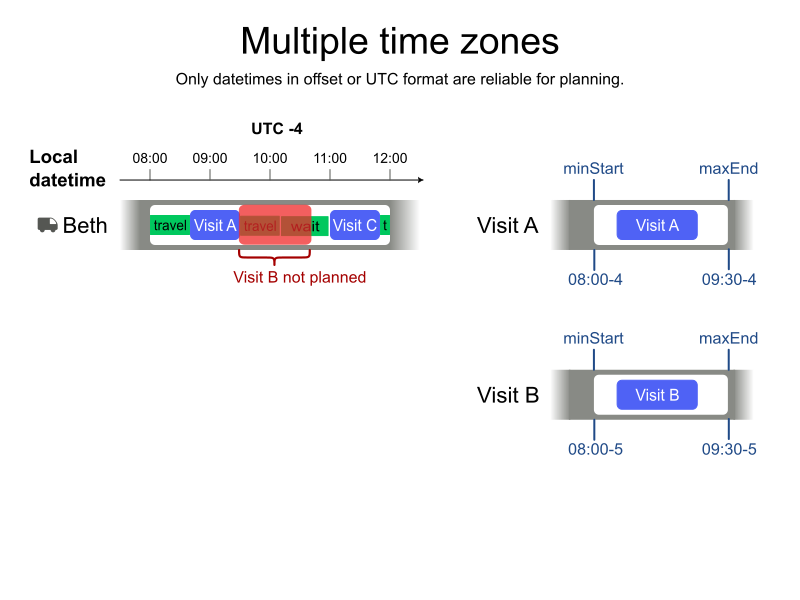 Multiple time zones
Only datetimes in offset or UTC format are reliable for planning.
UTC -4
Local
datetime
08:00 09:00 10:00 11:00 12:00
Beth
travel Visit A travel wait Visit C t
Visit B not planned
minStart maxEnd
Visit A
Visit A
08:00-4 09:30-4
minStart maxEnd
Visit B
Visit B
08:00-5 09:30-5